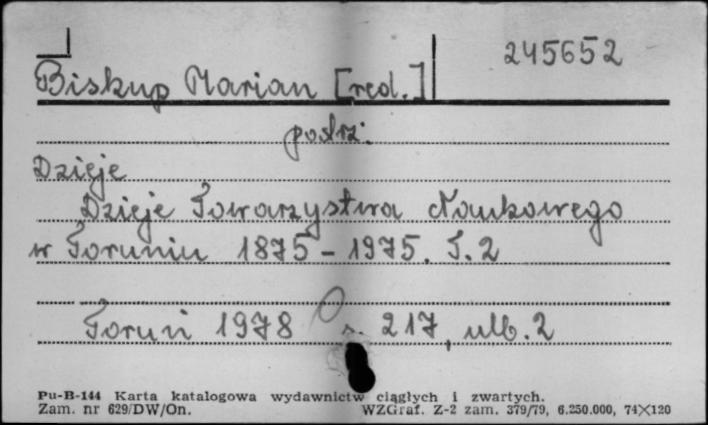 245652
Biskup Marian [red.]
podrz:
Dzieje
Dzieje Towarzystwa Naukowego
w Toruniu 1875 - 1975. T. 2
Toruń 1978 s. 217, ulb. 2
Pu-B-144 Karta katalogowa wydawnictw ciągłych i zwartych.
Zam. nr 629/DW/On. WZGraf. Z-2 zam. 379/79, 6.250.000, 74×120